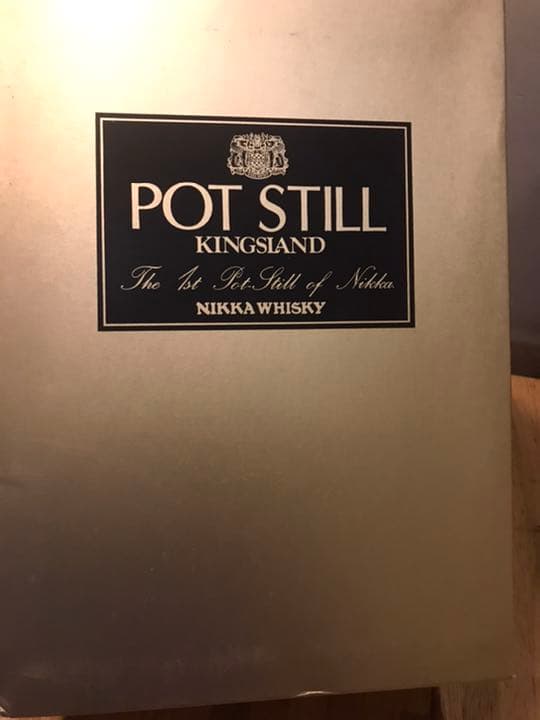 POT STILL
KINGSLAND
The 1st Pot-Still of Nikka.
NIKKA WHISKY